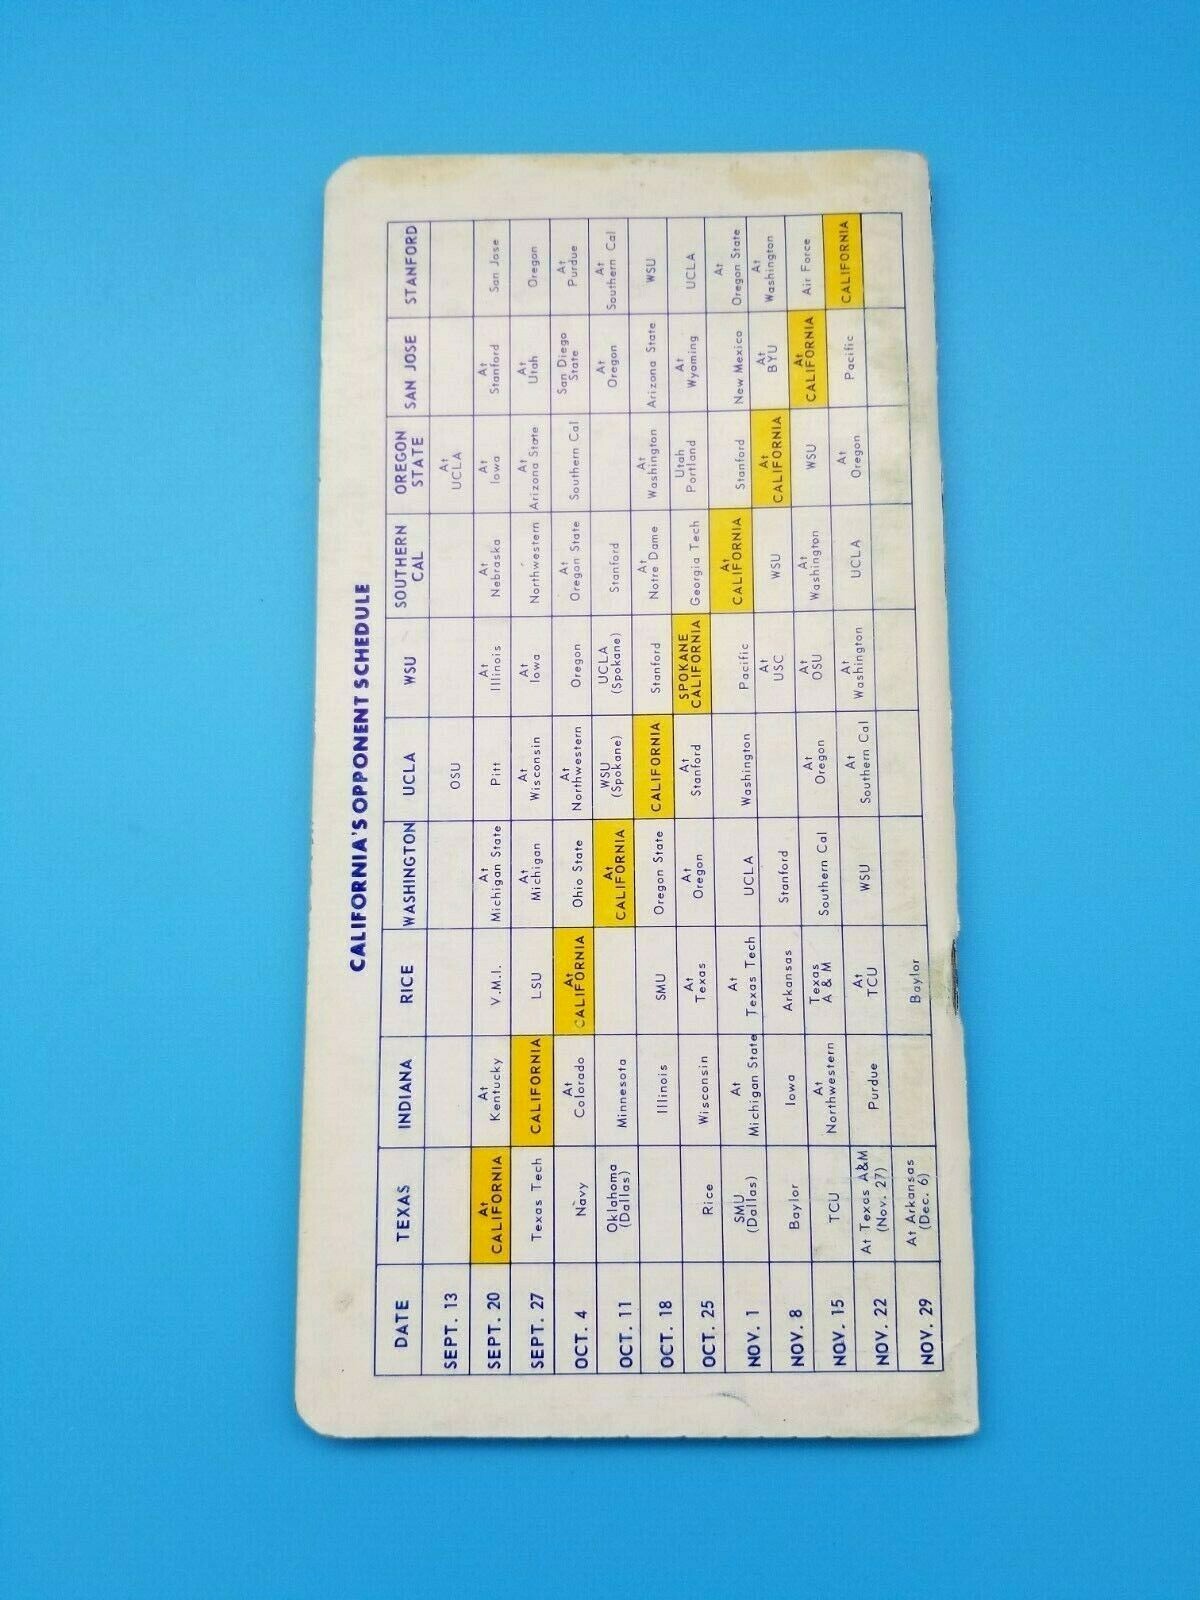 CALIFORNIA'S OPPONENT SCHEDULE
DATE TEXAS INDIANA RICE WASHINGTON UCLA WSU SOUTHERN CAL OREGON STATE SAN JOSE STANFORD
SEPT. 13 OSU At UCLA
SEPT. 20 At CALIFORNIA At Kentucky V.M.I. At Michigan State Pitt At Illinois At Nebraska At Iowa At Stanford San Jose
SEPT. 27 Texas Tech CALIFORNIA LSU At Michigan At Wisconsin At Iowa Northwestern At Arizona State At Utah Oregon
OCT. 4 Navy At Colorado At CALIFORNIA Ohio State At Northwestern Oregon At Oregon State Southern Cal San Diego State At Purdue
OCT. 11 Oklahoma (Dallas) Minnesota At CALIFORNIA WSU (Spokane) UCLA (Spokane) Stanford At Oregon At Southern Cal
OCT. 18 Illinois SMU Oregon State CALIFORNIA Stanford At Notre Dame At Washington Arizona State WSU
OCT. 25 Rice Wisconsin At Texas At Oregon At Stanford SPOKANE CALIFORNIA Georgia Tech Utah Portland At Wyoming UCLA
NOV. 1 SMU (Dallas) At Michigan State At Texas Tech UCLA Washington Pacific At CALIFORNIA Stanford New Mexico At Oregon State
NOV. 8 Baylor Iowa Arkansas Stanford At USC WSU At CALIFORNIA At BYU At Washington
NOV. 15 TCU At Northwestern Texas A & M Southern Cal At Oregon At OSU At Washington WSU At CALIFORNIA Air Force
NOV. 22 At Texas A&M (Nov. 27) Purdue At TCU WSU At Southern Cal At Washington UCLA At Oregon Pacific CALIFORNIA
NOV. 29 At Arkansas (Dec. 6) Baylor